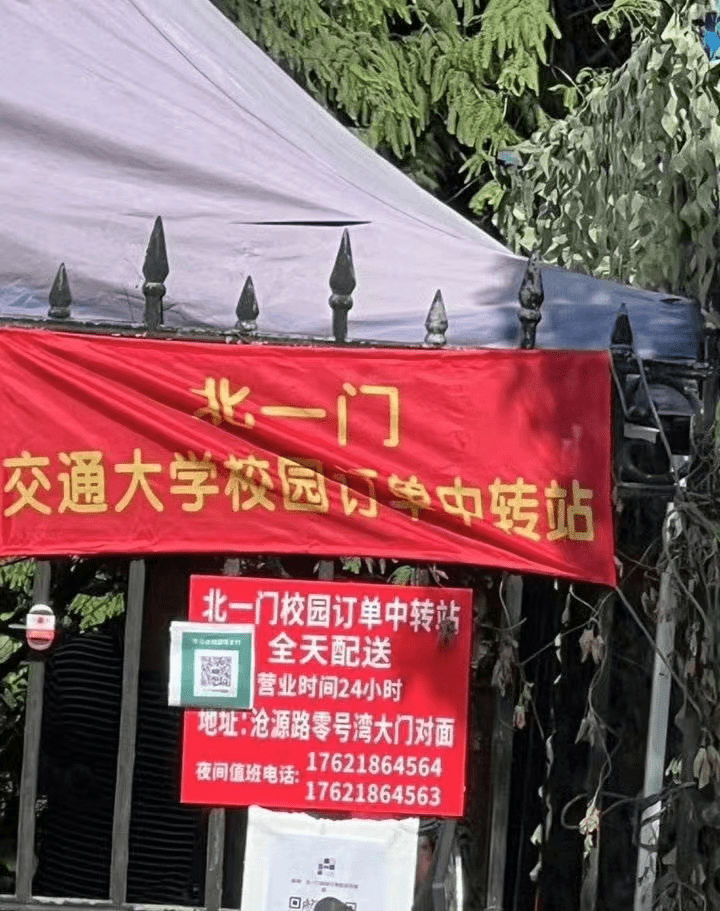 北一门
交通大学校园订单中转站
北一门校园订单中转站
全天配送
营业时间24小时
地址:沧源路零号湾大门对面
夜间值班电话:
17621864564
17621864563